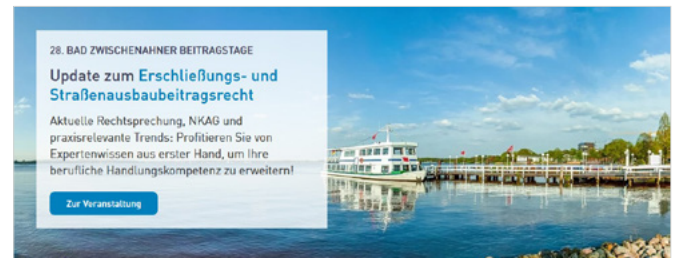 28. BAD ZWISCHENAHNER BEITRAGSTAGE
Update zum Erschließungs- und
Straßenausbaubeitragsrecht
Aktuelle Rechtsprechung, NKAG und
praxisrelevante Trends: Profitieren Sie von
Expertenwissen aus erster Hand, um Ihre
berufliche Handlungskompetenz zu erweitern!
Zur Veranstaltung